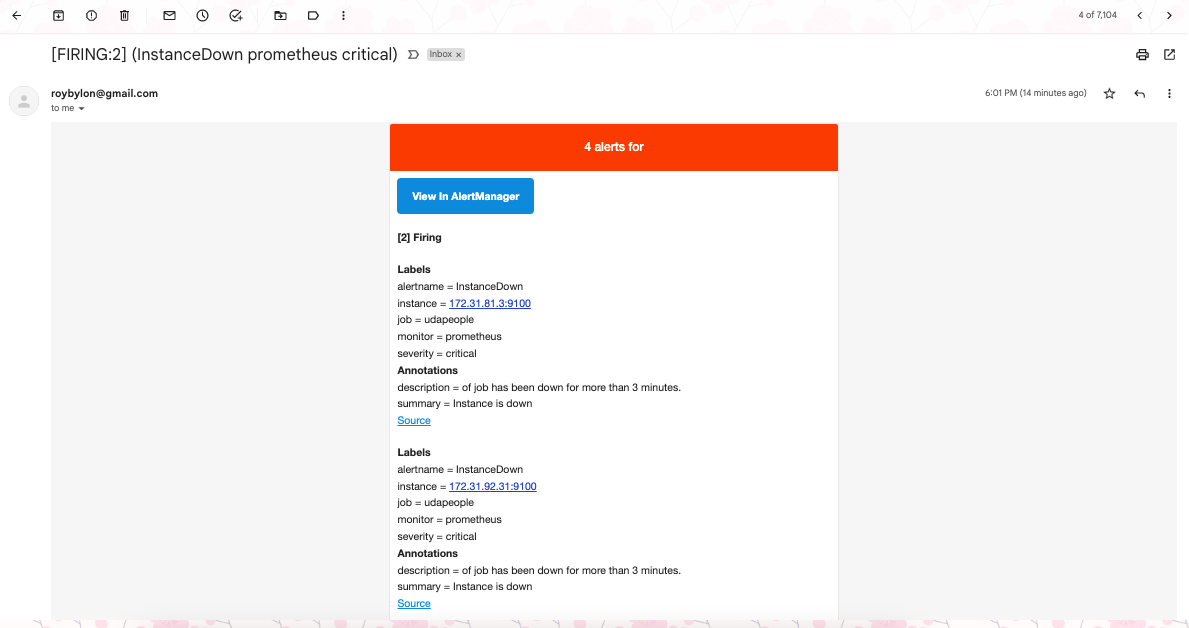 4 of 7,104
[FIRING:2] (InstanceDown prometheus critical) Inbox ×
roybylon@gmail.com 6:01 PM (14 minutes ago)
to me
4 alerts for
View In AlertManager
[2] Firing
Labels
alertname = InstanceDown
instance = 172.31.81.3:9100
job = udapeople
monitor = prometheus
severity = critical
Annotations
description = of job has been down for more than 3 minutes.
summary = Instance is down
Source
Labels
alertname = InstanceDown
instance = 172.31.92.31:9100
job = udapeople
monitor = prometheus
severity = critical
Annotations
description = of job has been down for more than 3 minutes.
summary = Instance is down
Source